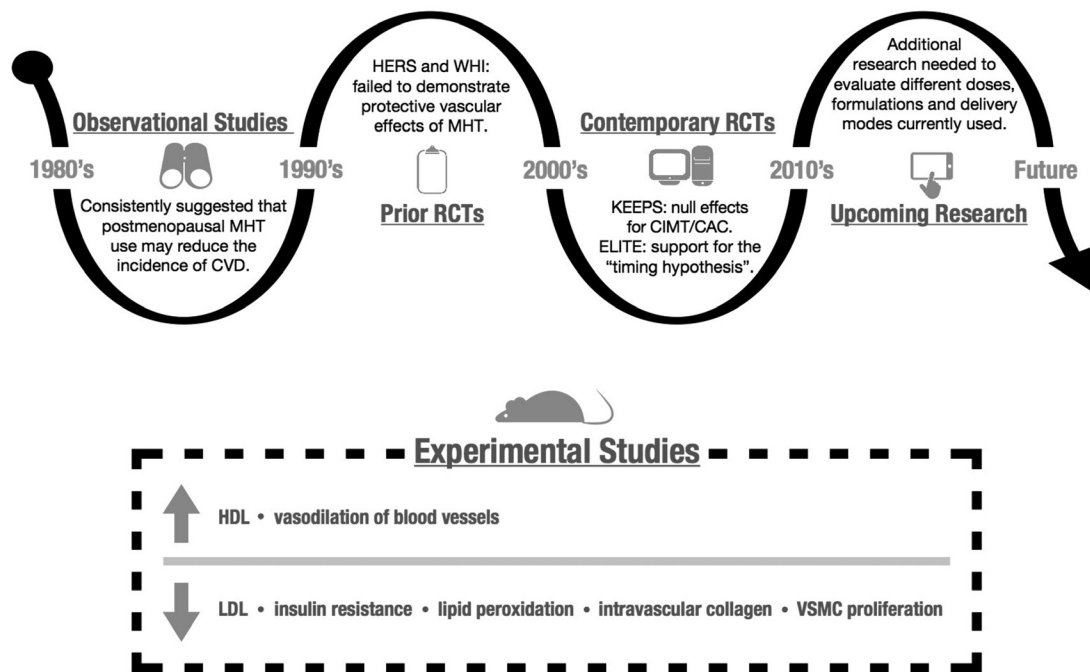 Observational Studies
1980's
Consistently suggested that
postmenopausal MHT
use may reduce the
incidence of CVD.
HERS and WHI:
failed to demonstrate
protective vascular
effects of MHT.
1990's
Prior RCTs
Contemporary RCTs
2000's
KEEPS: null effects
for CIMT/CAC.
ELITE: support for the
“timing hypothesis”.
Additional
research needed to
evaluate different doses,
formulations and delivery
modes currently used.
2010's
Upcoming Research
Future
Experimental Studies
HDL • vasodilation of blood vessels
LDL • insulin resistance • lipid peroxidation • intravascular collagen • VSMC proliferation